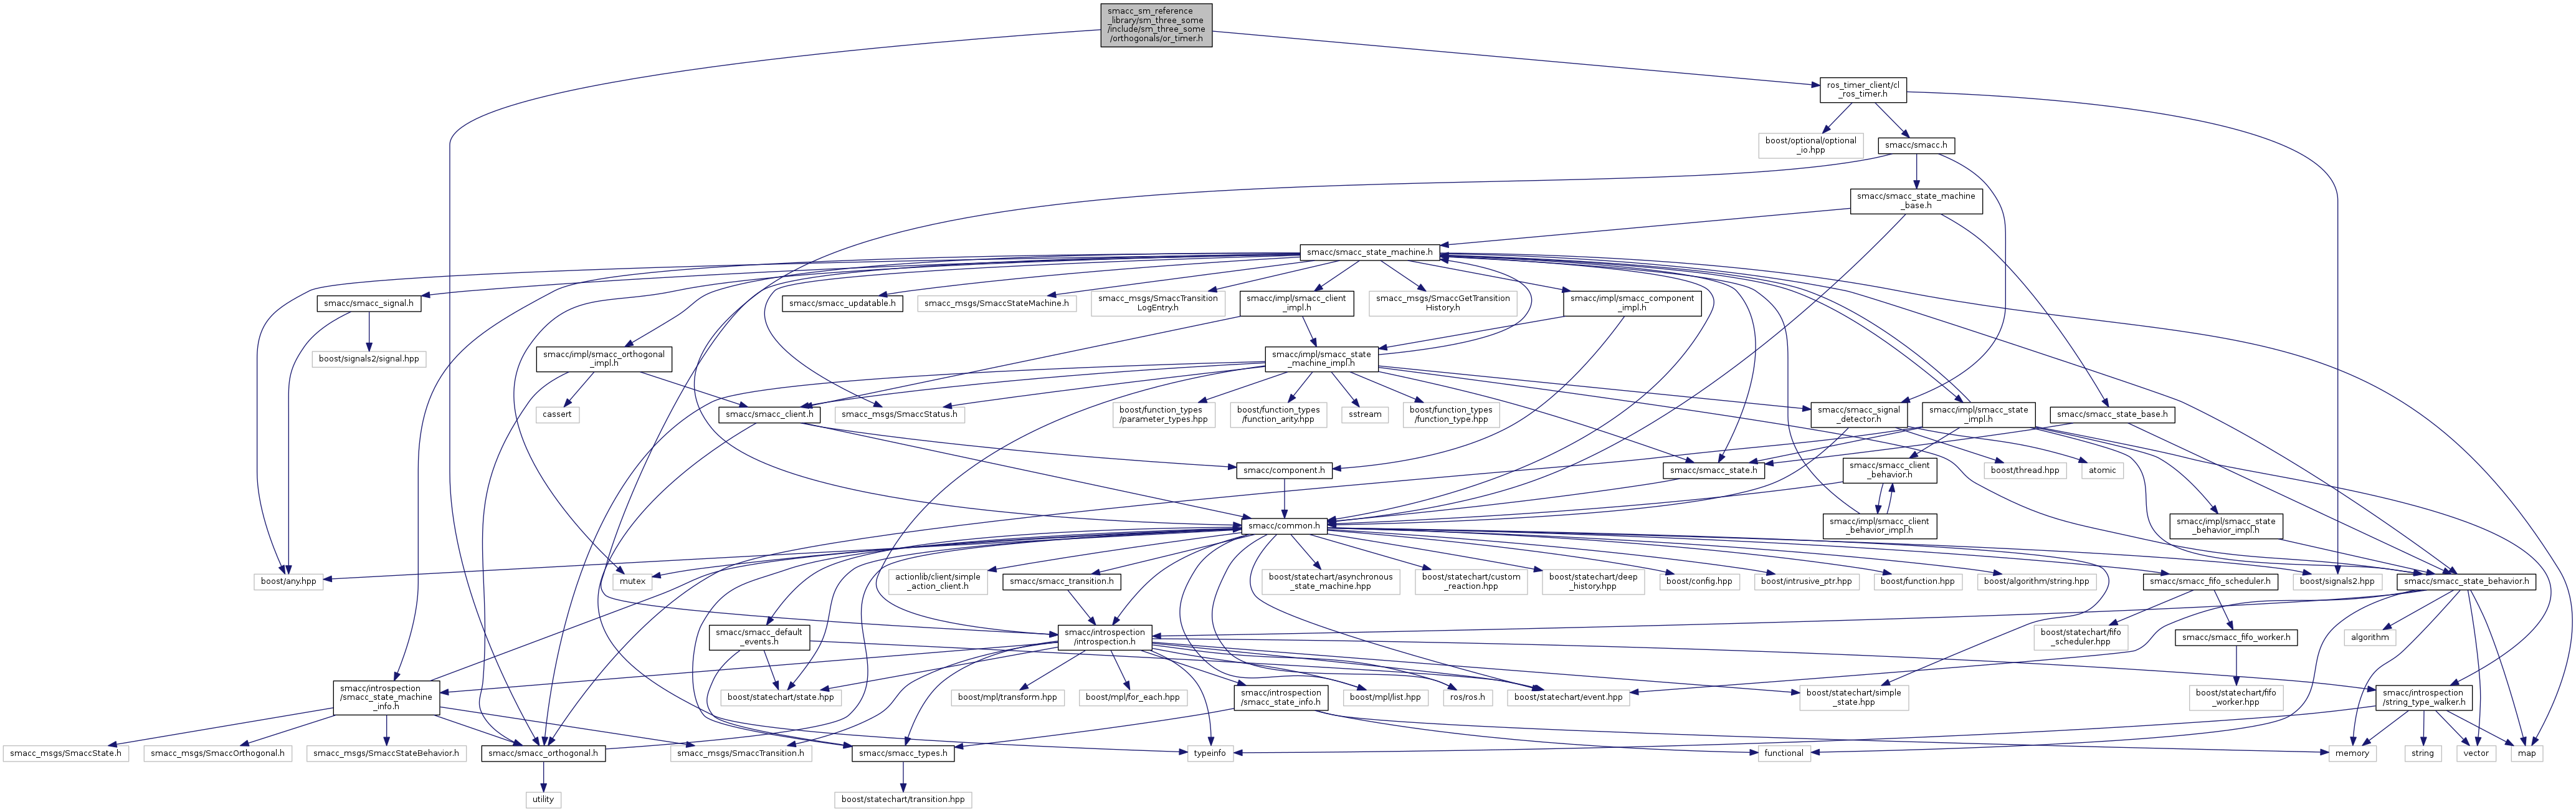 smacc_sm_reference
_library/sm_three_some
/include/sm_three_some
/orthogonals/or_timer.h
ros_timer_client/cl
_ros_timer.h
boost/optional/optional
_io.hpp
smacc/smacc.h
smacc/smacc_state_machine
_base.h
smacc/smacc_state_machine.h
smacc/smacc_signal.h
smacc/smacc_updatable.h
smacc_msgs/SmaccStateMachine.h
smacc_msgs/SmaccTransition
LogEntry.h
smacc/impl/smacc_client
_impl.h
smacc_msgs/SmaccGetTransition
History.h
smacc/impl/smacc_component
_impl.h
boost/signals2/signal.hpp
smacc/impl/smacc_orthogonal
_impl.h
smacc/impl/smacc_state
_machine_impl.h
cassert
smacc/smacc_client.h
smacc_msgs/SmaccStatus.h
boost/function_types
/parameter_types.hpp
boost/function_types
/function_arity.hpp
sstream
boost/function_types
/function_type.hpp
smacc/smacc_signal
_detector.h
smacc/impl/smacc_state
_impl.h
smacc/smacc_state_base.h
smacc/component.h
smacc/smacc_state.h
smacc/smacc_client
_behavior.h
boost/thread.hpp
atomic
smacc/common.h
smacc/impl/smacc_client
_behavior_impl.h
smacc/impl/smacc_state
_behavior_impl.h
boost/any.hpp
mutex
actionlib/client/simple
_action_client.h
smacc/smacc_transition.h
boost/statechart/asynchronous
_state_machine.hpp
boost/statechart/custom
_reaction.hpp
boost/statechart/deep
_history.hpp
boost/config.hpp
boost/intrusive_ptr.hpp
boost/function.hpp
boost/algorithm/string.hpp
smacc/smacc_fifo_scheduler.h
boost/signals2.hpp
smacc/smacc_state_behavior.h
smacc/smacc_default
_events.h
smacc/introspection
/introspection.h
boost/statechart/fifo
_scheduler.hpp
smacc/smacc_fifo_worker.h
algorithm
smacc/introspection
/smacc_state_machine
_info.h
boost/statechart/state.hpp
boost/mpl/transform.hpp
boost/mpl/for_each.hpp
smacc/introspection
/smacc_state_info.h
boost/mpl/list.hpp
ros/ros.h
boost/statechart/event.hpp
boost/statechart/simple
_state.hpp
boost/statechart/fifo
_worker.hpp
smacc/introspection
/string_type_walker.h
smacc_msgs/SmaccState.h
smacc_msgs/SmaccOrthogonal.h
smacc_msgs/SmaccStateBehavior.h
smacc/smacc_orthogonal.h
smacc_msgs/SmaccTransition.h
smacc/smacc_types.h
typeinfo
functional
memory
string
vector
map
utility
boost/statechart/transition.hpp